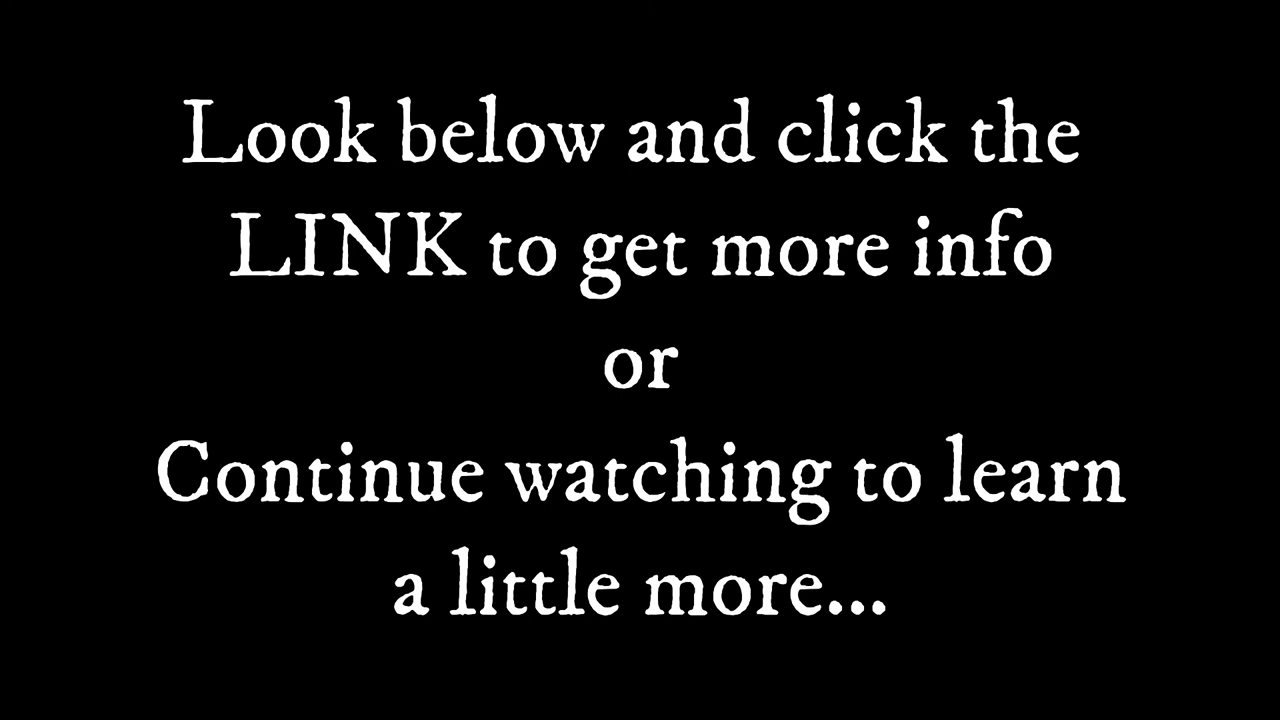 Look below and click the
LINK to get more info
or
Continue watching to learn
a little more...